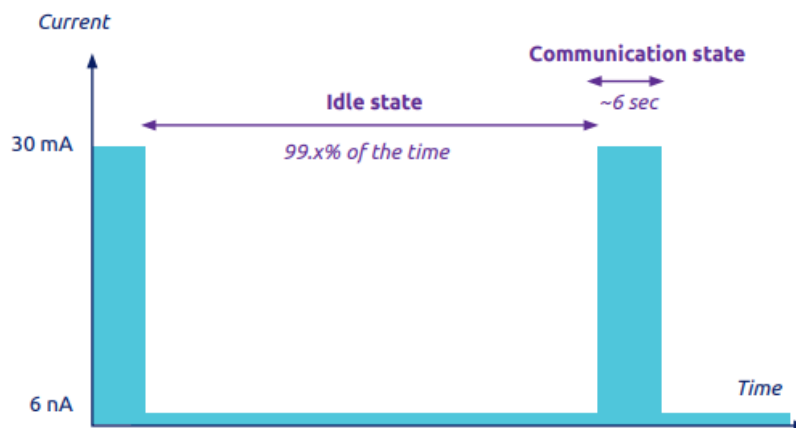 Current
Communication state
Idle state
~6 sec
30 mA
99.x% of the time
Time
6 nA